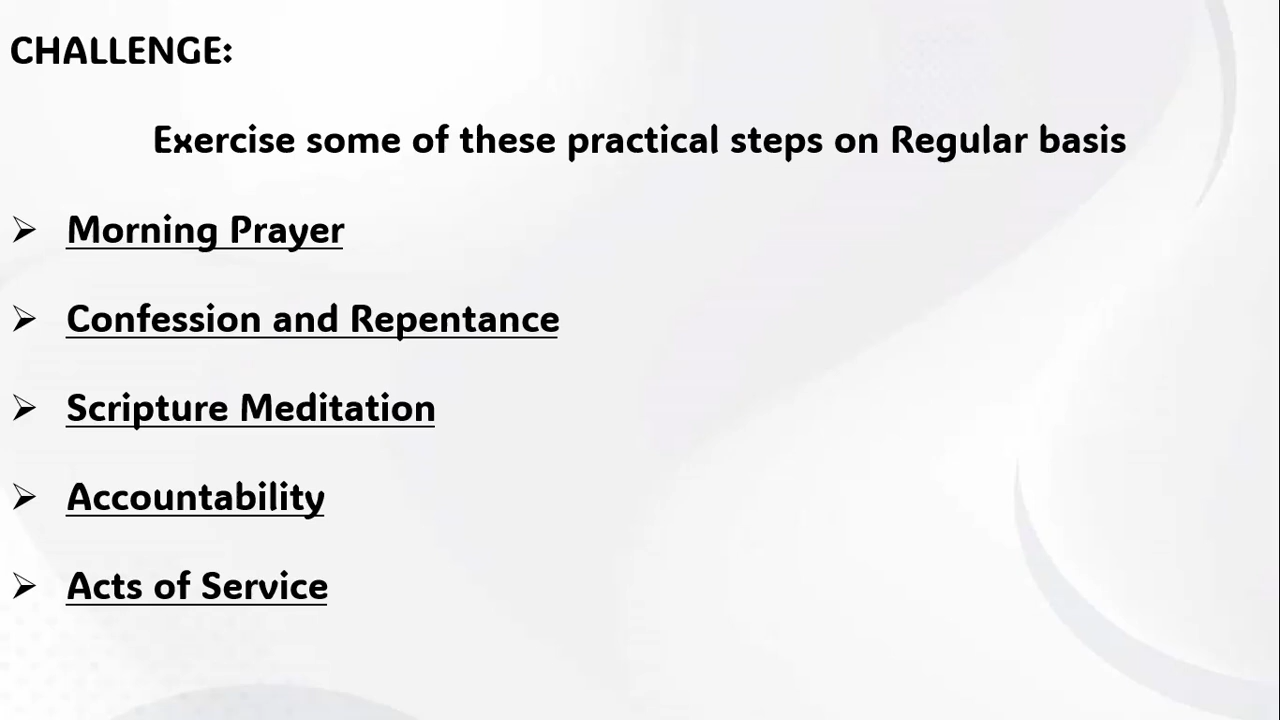 CHALLENGE:
Exercise some of these practical steps on Regular basis
➢ Morning Prayer
➢ Confession and Repentance
➢ Scripture Meditation
➢ Accountability
➢ Acts of Service